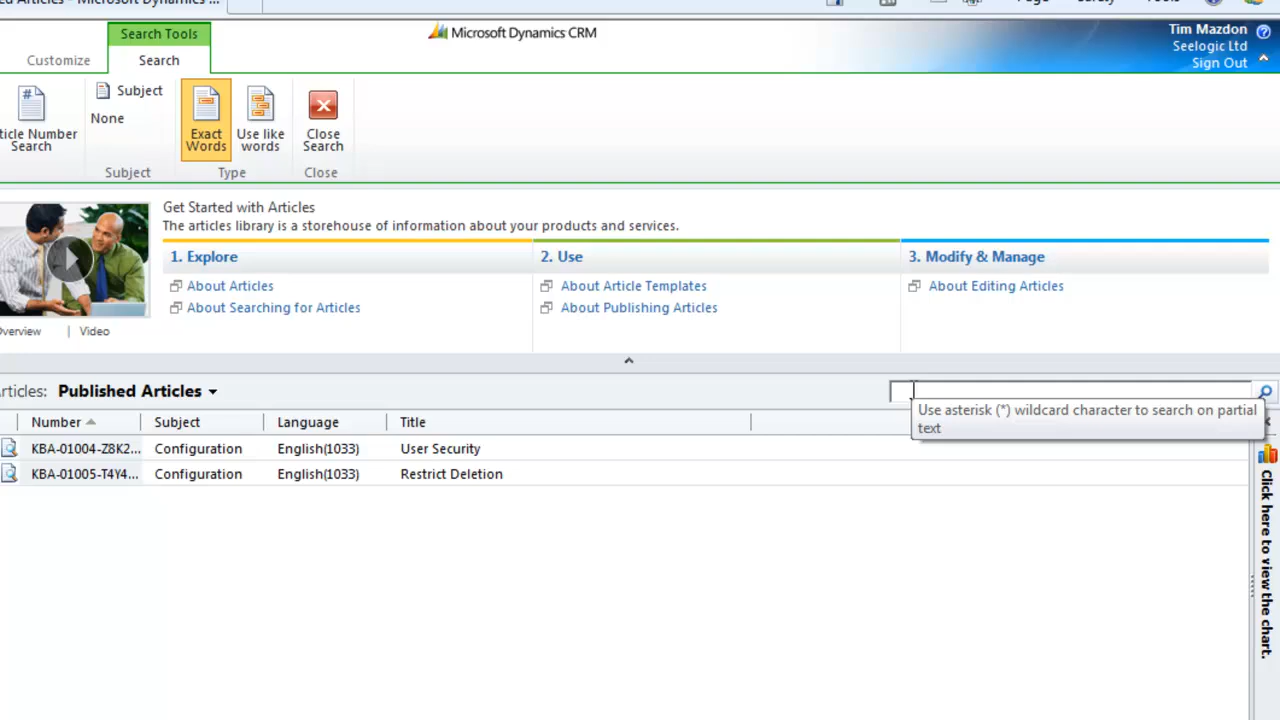 ed Articles - Microsoft Dynamics ...
Search Tools
Microsoft Dynamics CRM
Tim Mazdon
Seelogic Ltd
Sign Out
Customize
Search
ticle Number
Search
Subject
None
Subject
Exact
Words
Use like
words
Type
Close
Search
Close
Get Started with Articles
The articles library is a storehouse of information about your products and services.
1. Explore
2. Use
3. Modify & Manage
About Articles
About Article Templates
About Editing Articles
About Searching for Articles
About Publishing Articles
Overview | Video
rticles: Published Articles
Use asterisk (*) wildcard character to search on partial
text
Number Subject Language Title
KBA-01004-Z8K2... Configuration English(1033) User Security
KBA-01005-T4Y4... Configuration English(1033) Restrict Deletion
Click here to view the chart.